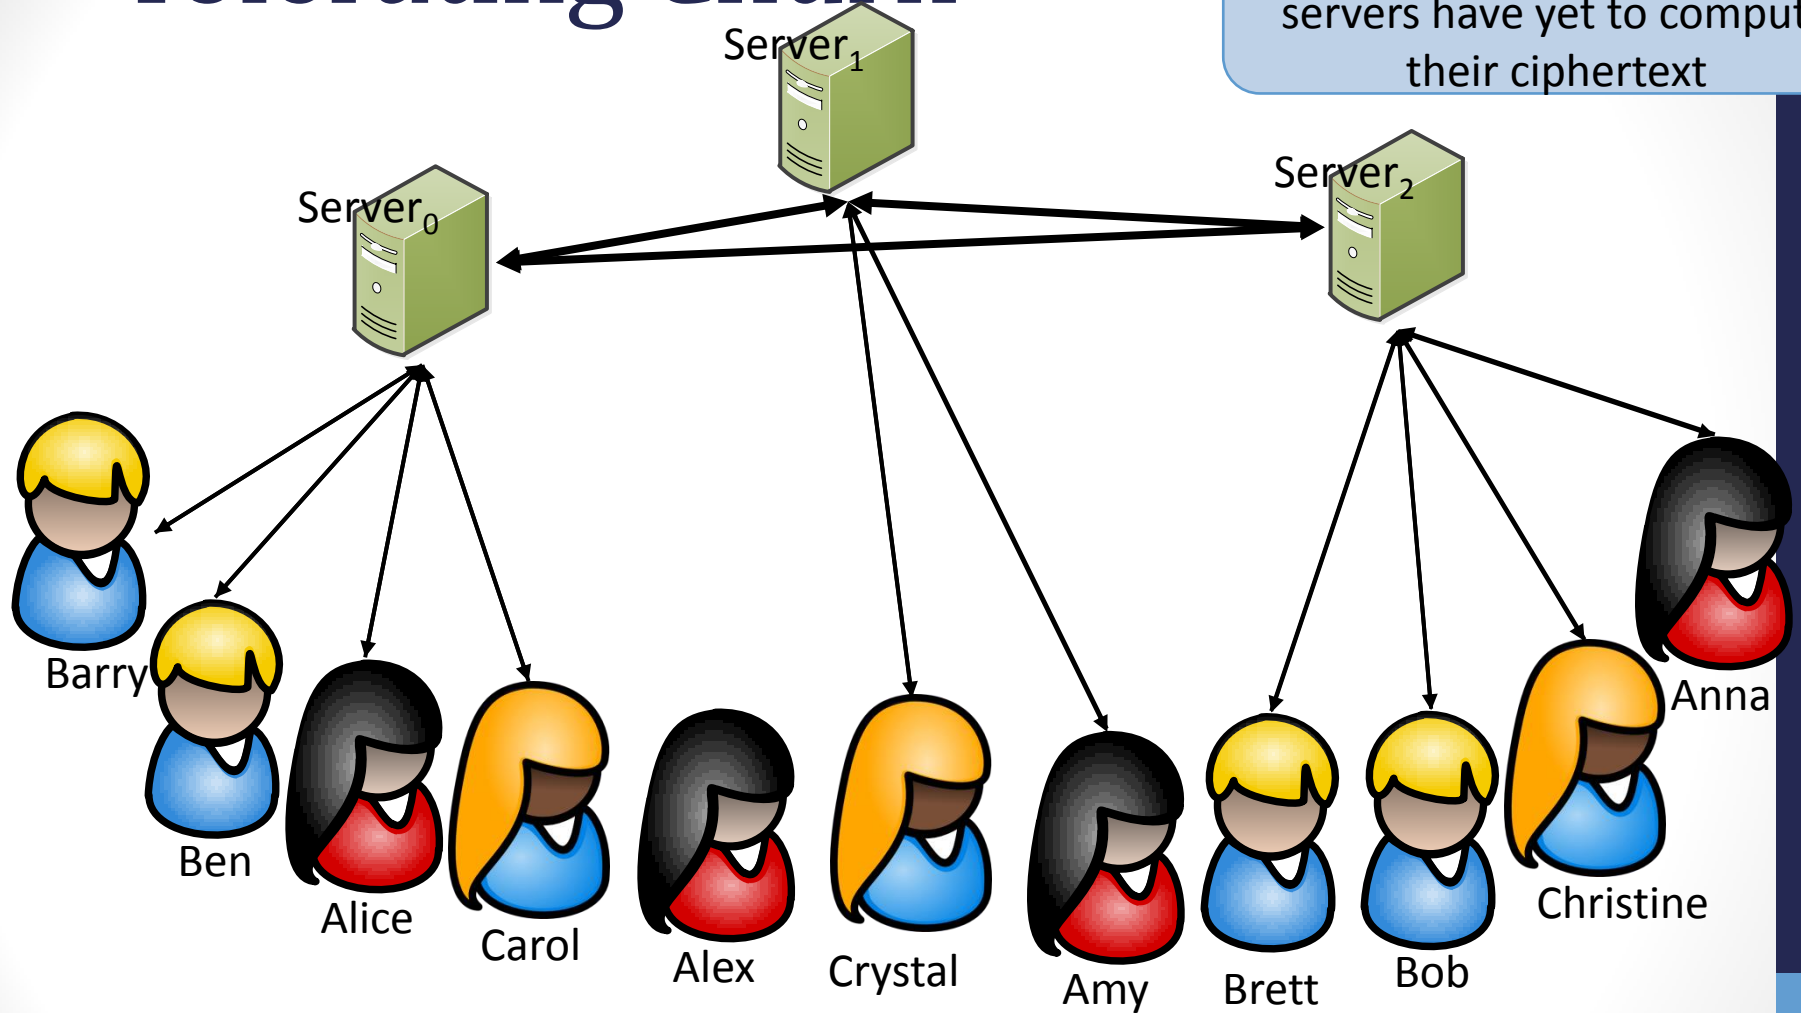 servers have yet to comput
their ciphertext
Server1
Server2
Server0
Barry
Anna
Ben
Alice
Christine
Carol
Alex
Crystal
Bob
Amy
Brett